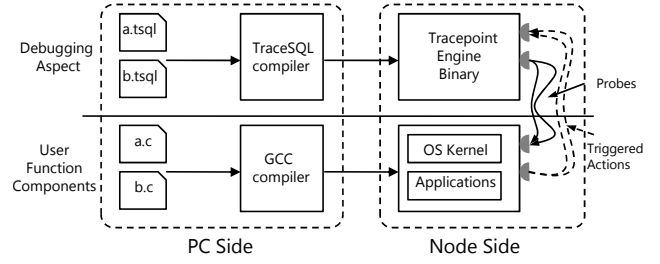 Debugging
Aspect
a.tsql
b.tsql
TraceSQL
compiler
Tracepoint
Engine
Binary
Probes
User
Function
Components
a.c
b.c
GCC
compiler
OS Kernel
Applications
Triggered
Actions
PC Side
Node Side